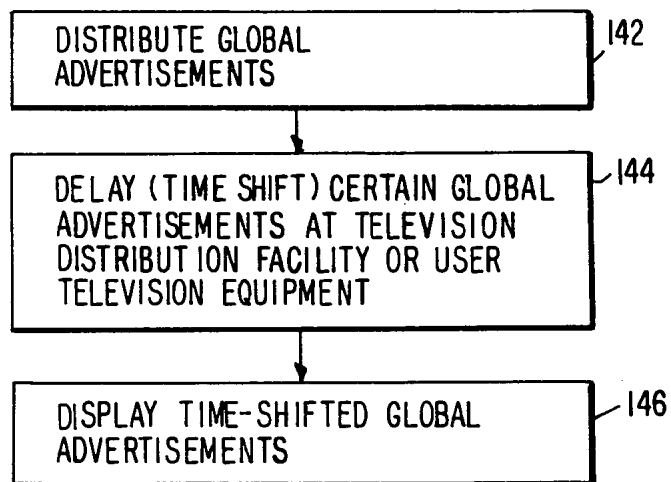 DISTRIBUTE GLOBAL
ADVERTISEMENTS
142
DELAY (TIME SHIFT) CERTAIN GLOBAL
ADVERTISEMENTS AT TELEVISION
DISTRIBUTION FACILITY OR USER
TELEVISION EQUIPMENT
144
DISPLAY TIME-SHIFTED GLOBAL
ADVERTISEMENTS
146